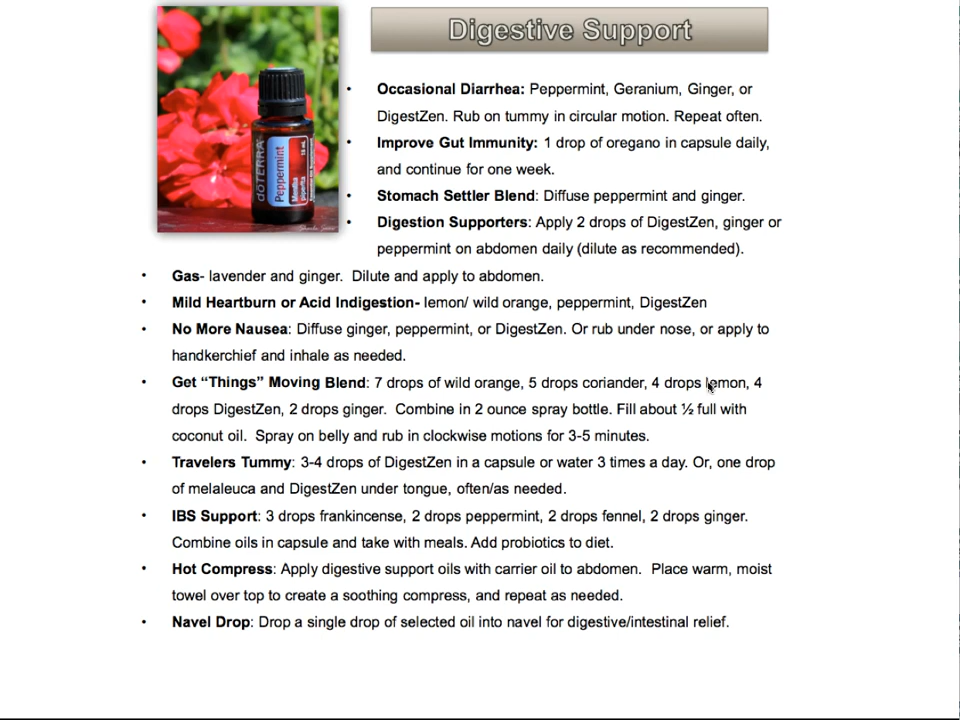 Digestive Support
dōTERRA
Peppermint
Mentha
piperita
15 mL
• Occasional Diarrhea: Peppermint, Geranium, Ginger, or
DigestZen. Rub on tummy in circular motion. Repeat often.
• Improve Gut Immunity: 1 drop of oregano in capsule daily,
and continue for one week.
• Stomach Settler Blend: Diffuse peppermint and ginger.
• Digestion Supporters: Apply 2 drops of DigestZen, ginger or
peppermint on abdomen daily (dilute as recommended).
• Gas- lavender and ginger.  Dilute and apply to abdomen.
• Mild Heartburn or Acid Indigestion- lemon/ wild orange, peppermint, DigestZen
• No More Nausea: Diffuse ginger, peppermint, or DigestZen. Or rub under nose, or apply to
handkerchief and inhale as needed.
• Get “Things” Moving Blend: 7 drops of wild orange, 5 drops coriander, 4 drops lemon, 4
drops DigestZen, 2 drops ginger.  Combine in 2 ounce spray bottle. Fill about ½ full with
coconut oil.  Spray on belly and rub in clockwise motions for 3-5 minutes.
• Travelers Tummy: 3-4 drops of DigestZen in a capsule or water 3 times a day. Or, one drop
of melaleuca and DigestZen under tongue, often/as needed.
• IBS Support: 3 drops frankincense, 2 drops peppermint, 2 drops fennel, 2 drops ginger.
Combine oils in capsule and take with meals. Add probiotics to diet.
• Hot Compress: Apply digestive support oils with carrier oil to abdomen.  Place warm, moist
towel over top to create a soothing compress, and repeat as needed.
• Navel Drop: Drop a single drop of selected oil into navel for digestive/intestinal relief.